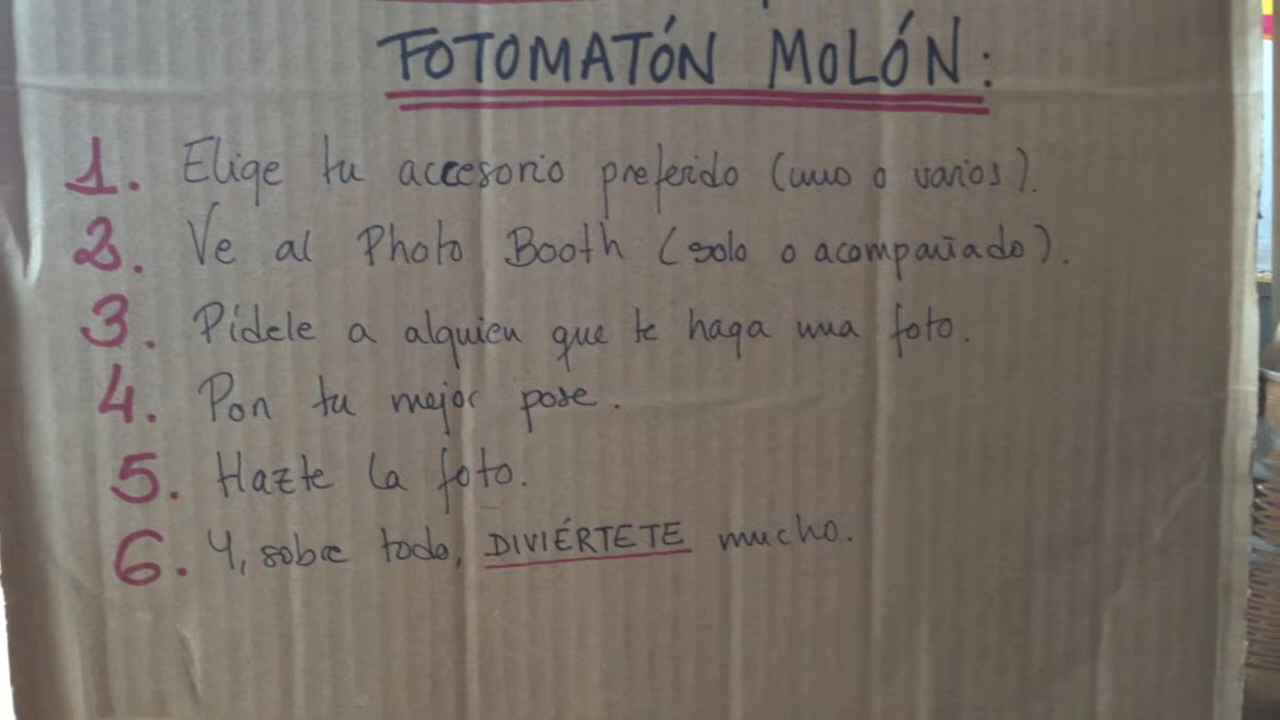 FOTOMATÓN MOLÓN:
1. Elige tu accesorio preferido (uno o varios).
2. Ve al Photo Booth (solo o acompañado).
3. Pídele a alguien que te haga una foto.
4. Pon tu mejor pose.
5. Hazte la foto.
6. Y, sobre todo, DIVIÉRTETE mucho.